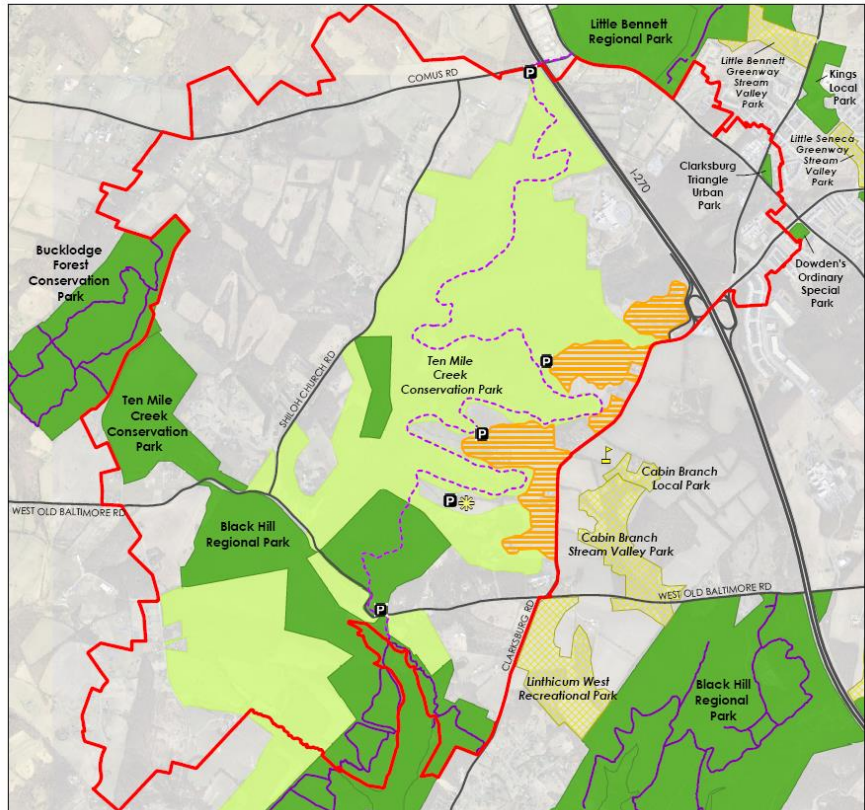 Little Bennett
Regional Park
Little Bennett
Greenway
Stream
Valley
Park
Kings
Local
Park
COMUS RD
P
Little Seneca
Greenway
Stream
Valley
Park
Clarksburg
Triangle
Urban
Park
I-270
Bucklodge
Forest
Conservation
Park
Dowden's
Ordinary
Special
Park
SHILOH CHURCH RD
Ten Mile
Creek
Conservation Park
P
Ten Mile
Creek
Conservation
Park
P
Cabin Branch
Local Park
WEST OLD BALTIMORE RD
P
Black Hill
Regional Park
Cabin Branch
Stream Valley Park
WEST OLD BALTIMORE RD
P
CLARKSBURG RD
Linthicum West
Recreational Park
Black Hill
Regional
Park